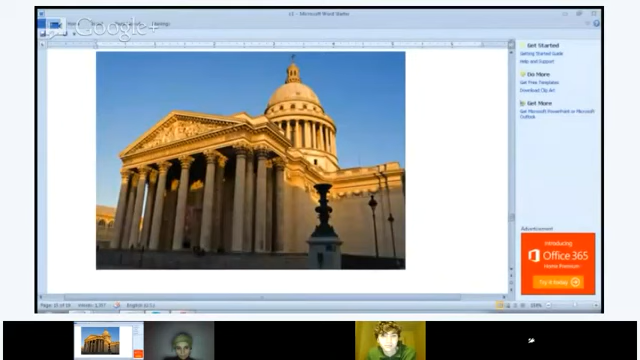 c1 - Microsoft Word Starter
Google+
Get Started
Getting Started Guide
Help and Support
Do More
Get Free Templates
Download Clip Art
Get More
Get Microsoft PowerPoint or Microsoft
Outlook
Advertisement
Introducing
Office 365
Home Premium
Try it today